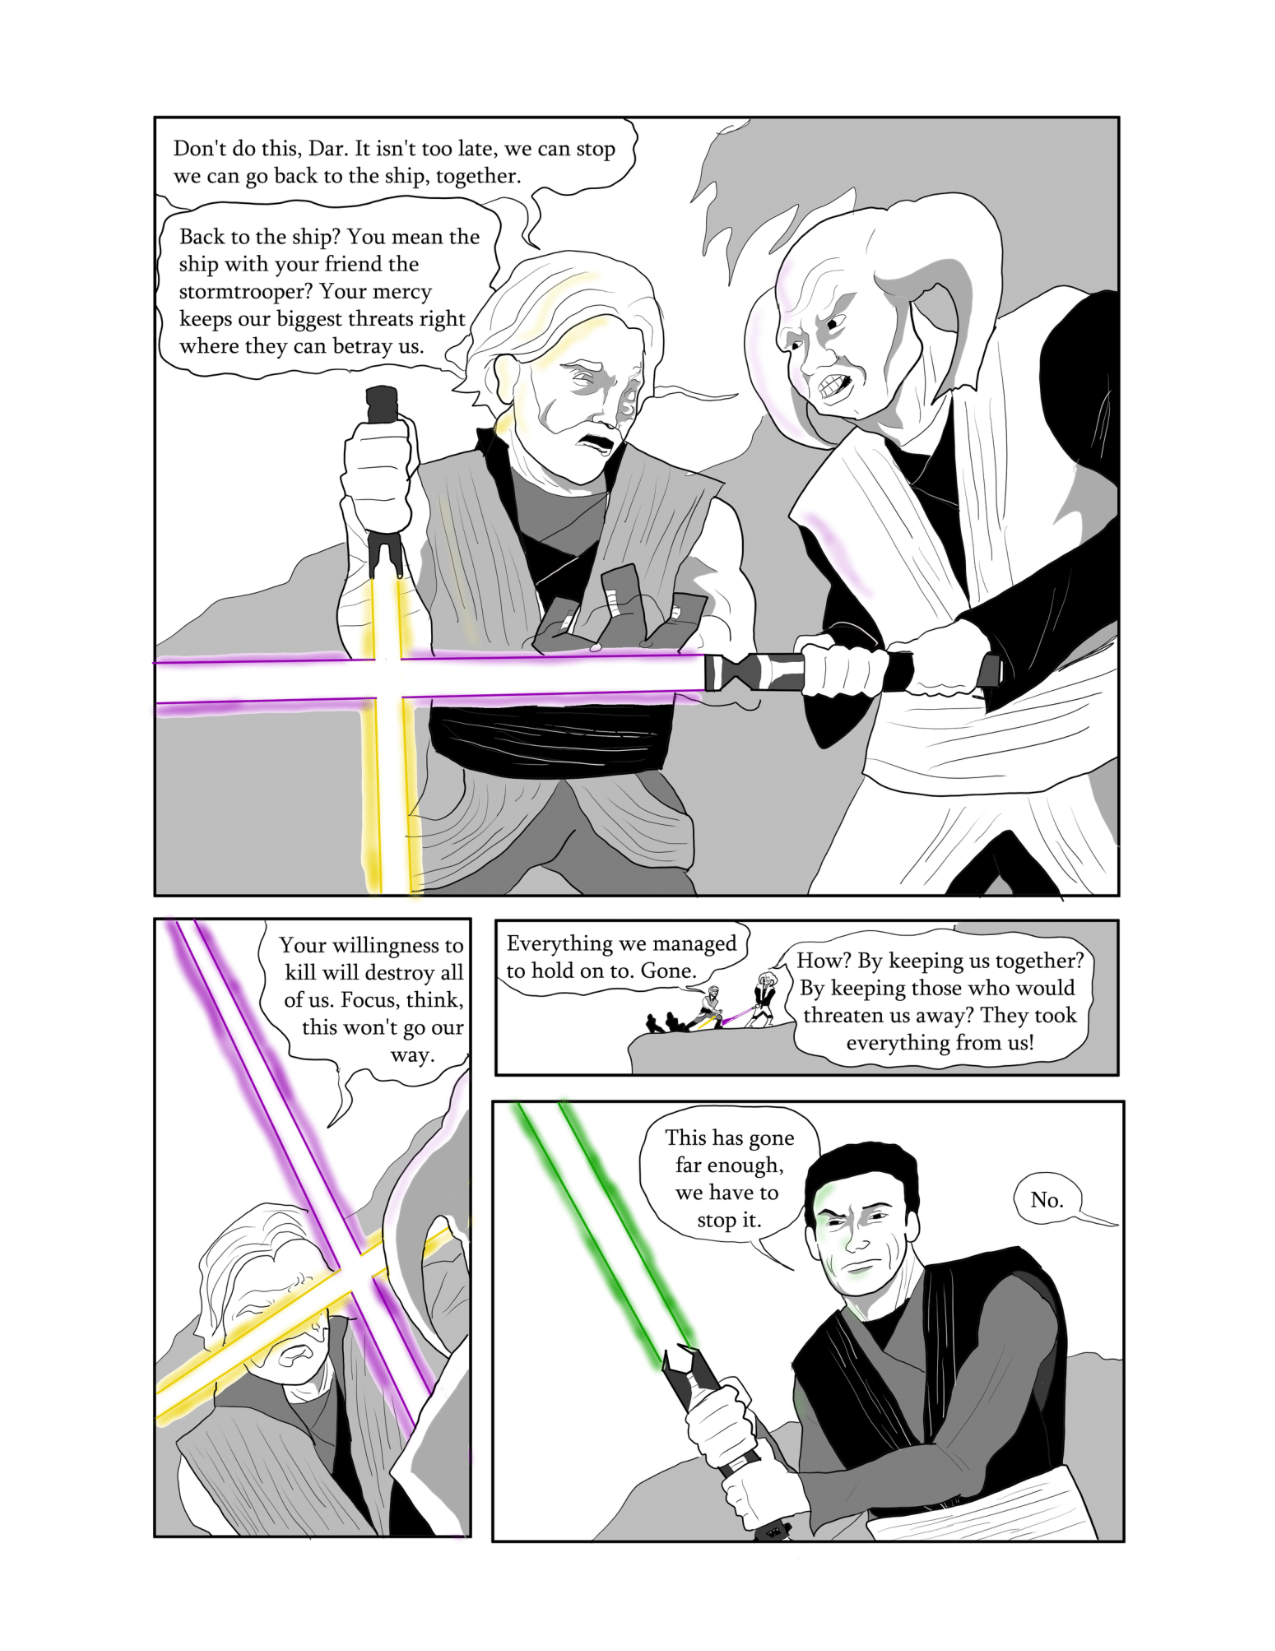 Don't do this, Dar. It isn't too late, we can stop
we can go back to the ship, together.
Back to the ship? You mean the
ship with your friend the
stormtrooper? Your mercy
keeps our biggest threats right
where they can betray us.
Your willingness to
kill will destroy all
of us. Focus, think,
this won't go our
way.
Everything we managed
to hold on to. Gone.
How? By keeping us together?
By keeping those who would
threaten us away? They took
everything from us!
This has gone
far enough,
we have to
stop it.
No.